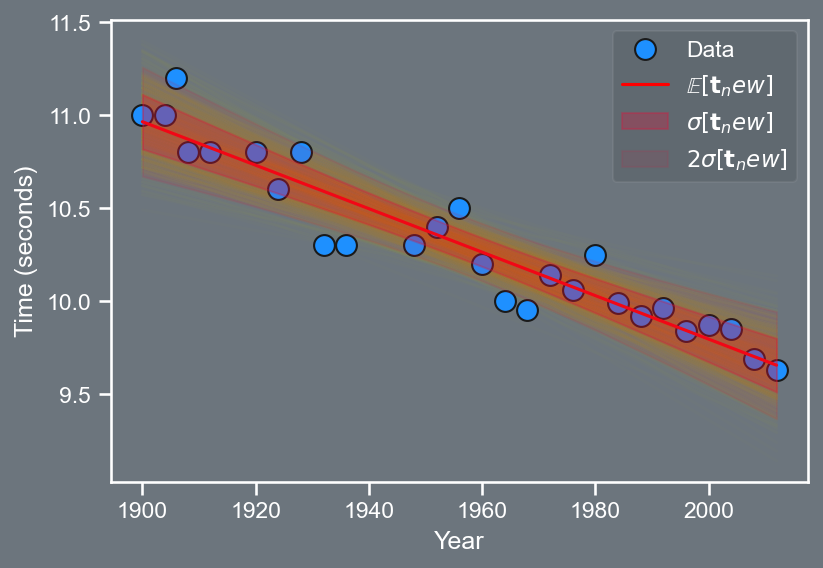 11.5
11.0
10.5
10.0
9.5
Time (seconds)
1900 1920 1940 1960 1980 2000
Year
Data
𝔼[𝐭ₙew]
σ[𝐭ₙew]
2σ[𝐭ₙew]